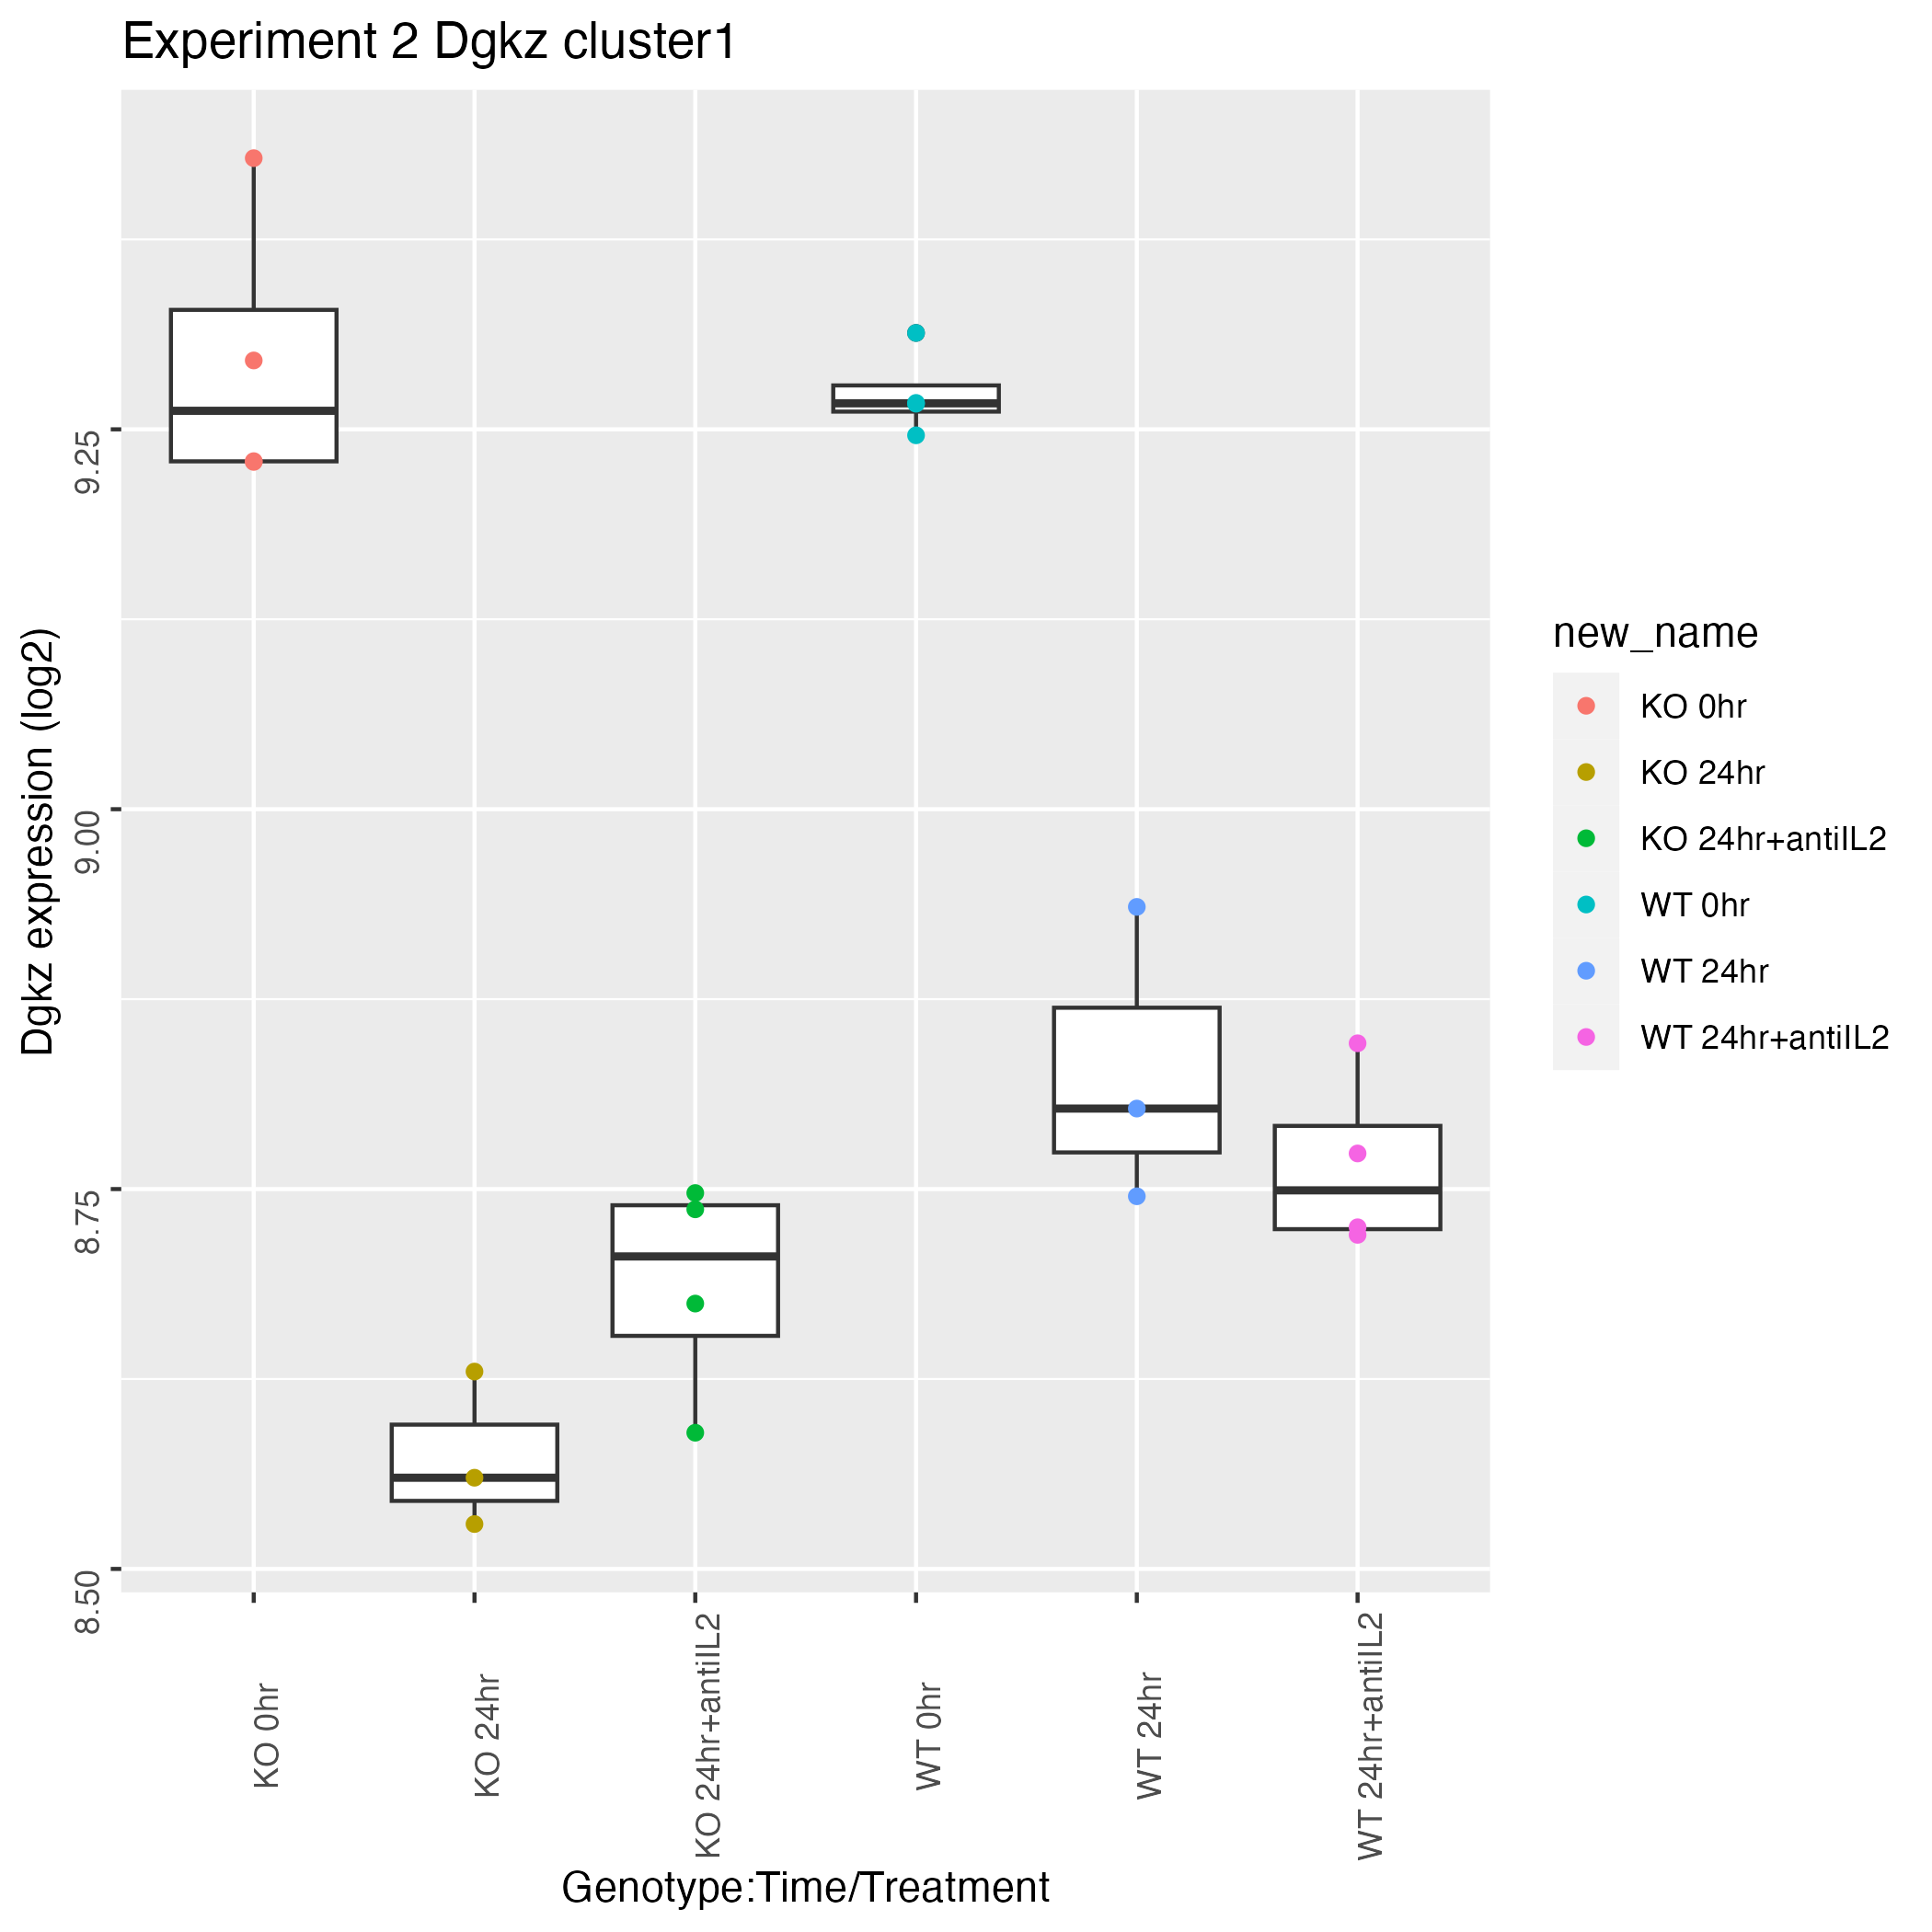 Experiment 2 Dgkz cluster1
Dgkz expression (log2)
9.25
9.00
8.75
8.50
KO 0hr
KO 24hr
KO 24hr+antiIL2
WT 0hr
WT 24hr
WT 24hr+antiIL2
Genotype:Time/Treatment
new_name
KO 0hr
KO 24hr
KO 24hr+antiIL2
WT 0hr
WT 24hr
WT 24hr+antiIL2